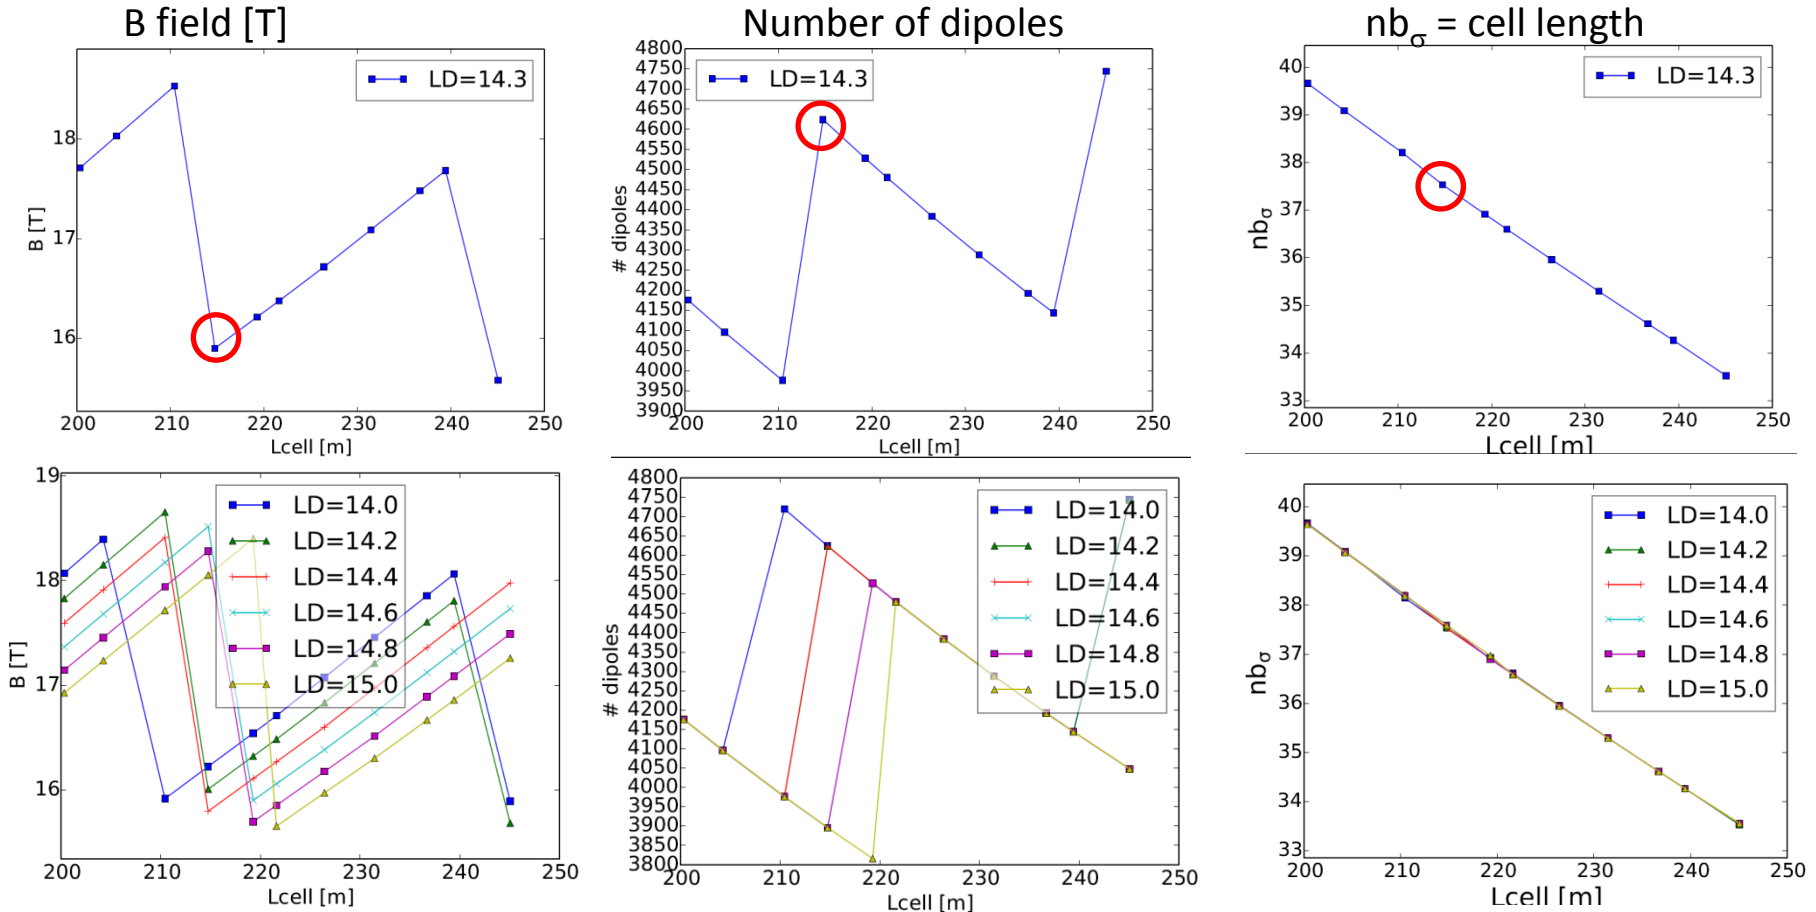 B field [T]
Number of dipoles
nbσ = cell length
LD=14.3
18
17
16
B [T]
200 210 220 230 240 250
Lcell [m]
LD=14.3
4800
4750
4700
4650
4600
4550
4500
4450
4400
4350
4300
4250
4200
4150
4100
4050
4000
3950
3900
# dipoles
200 210 220 230 240 250
Lcell [m]
LD=14.3
40
39
38
37
36
35
34
33
nbσ
200 210 220 230 240 250
Lcell [m]
19
18
17
16
B [T]
LD=14.0
LD=14.2
LD=14.4
LD=14.6
LD=14.8
LD=15.0
200 210 220 230 240 250
Lcell [m]
4800
4750
4700
4650
4600
4550
4500
4450
4400
4350
4300
4250
4200
4150
4100
4050
4000
3950
3900
3850
3800
# dipoles
LD=14.0
LD=14.2
LD=14.4
LD=14.6
LD=14.8
LD=15.0
200 210 220 230 240 250
Lcell [m]
40
39
38
37
36
35
34
33
nbσ
LD=14.0
LD=14.2
LD=14.4
LD=14.6
LD=14.8
LD=15.0
200 210 220 230 240 250
Lcell [m]